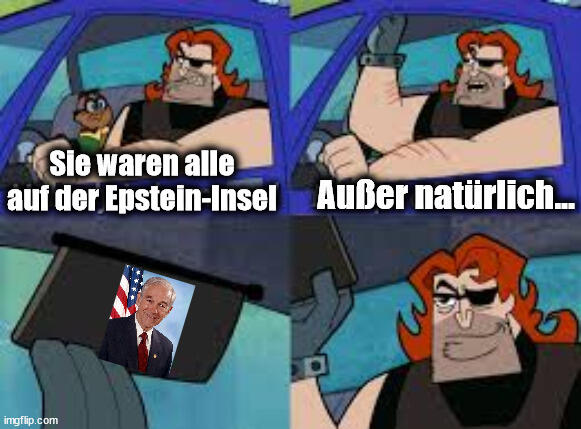 Sie waren alle
auf der Epstein-Insel
Außer natürlich...
imgflip.com